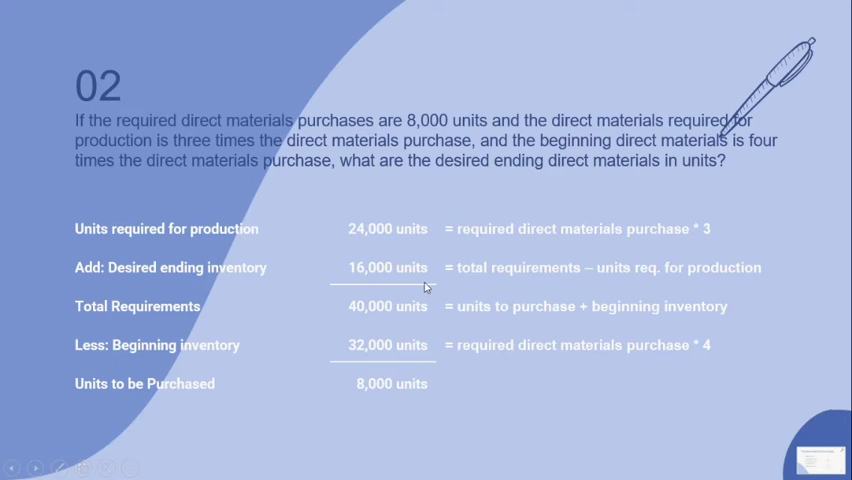 02
If the required direct materials purchases are 8,000 units and the direct materials required for
production is three times the direct materials purchase, and the beginning direct materials is four
times the direct materials purchase, what are the desired ending direct materials in units?
Units required for production 24,000 units = required direct materials purchase * 3
Add: Desired ending inventory 16,000 units = total requirements – units req. for production
Total Requirements 40,000 units = units to purchase + beginning inventory
Less: Beginning inventory 32,000 units = required direct materials purchase * 4
Units to be Purchased 8,000 units